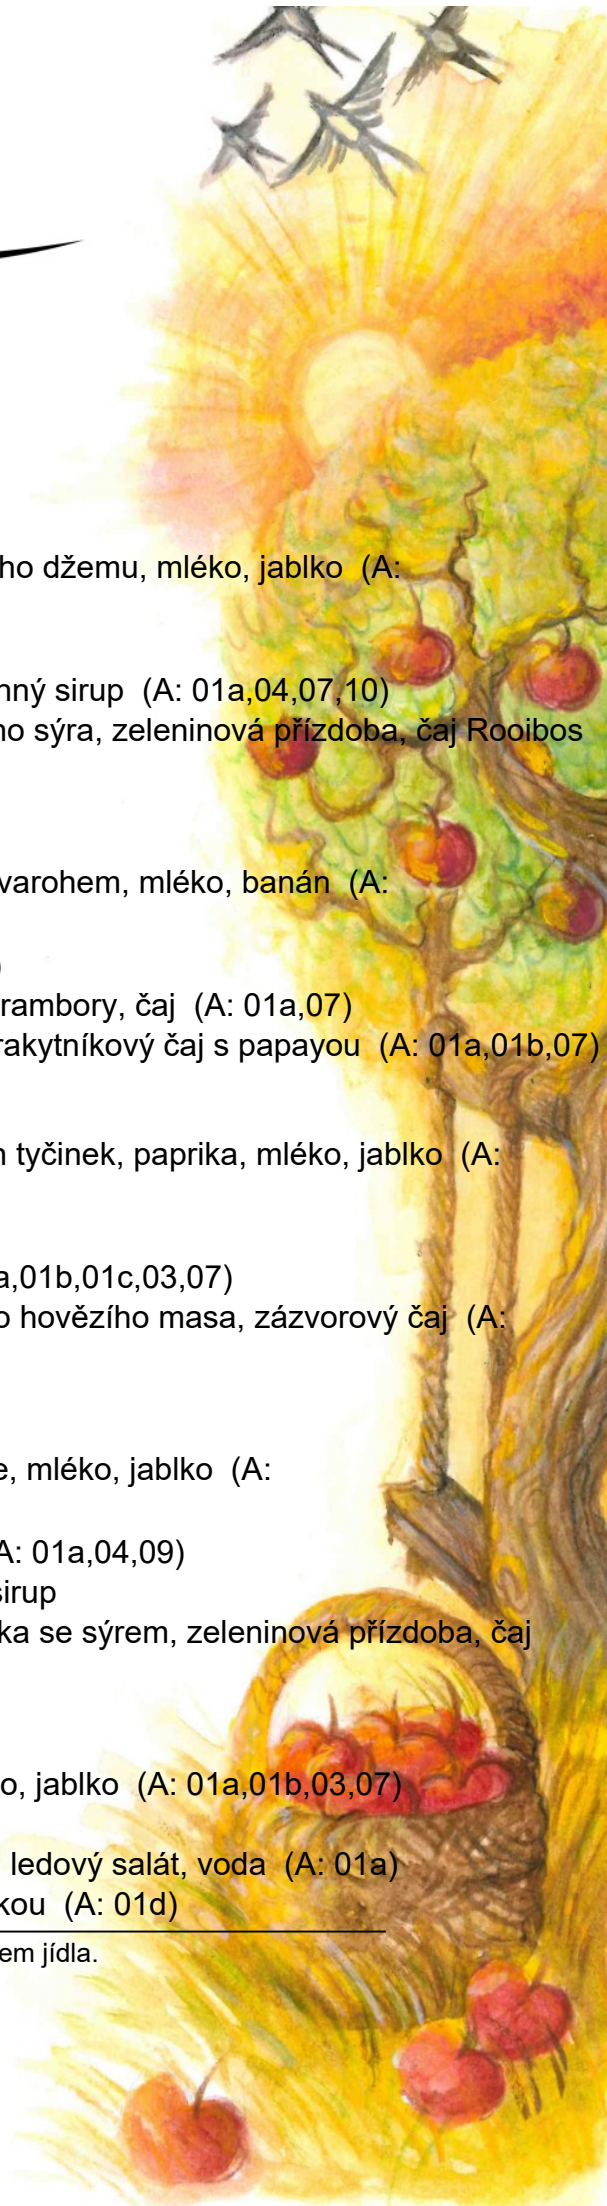 ho džemu, mléko, jablko (A:
nný sirup (A: 01a,04,07,10)
no sýra, zeleninová přízdoba, čaj Rooibos
varohem, mléko, banán (A:
)
rambory, čaj (A: 01a,07)
rakytníkový čaj s papayou (A: 01a,01b,07)
n tyčinek, paprika, mléko, jablko (A:
a,01b,01c,03,07)
o hovězího masa, zázvorový čaj (A:
e, mléko, jablko (A:
A: 01a,04,09)
sirup
ka se sýrem, zeleninová přízdoba, čaj
o, jablko (A: 01a,01b,03,07)
ledový salát, voda (A: 01a)
kou (A: 01d)
em jídla.